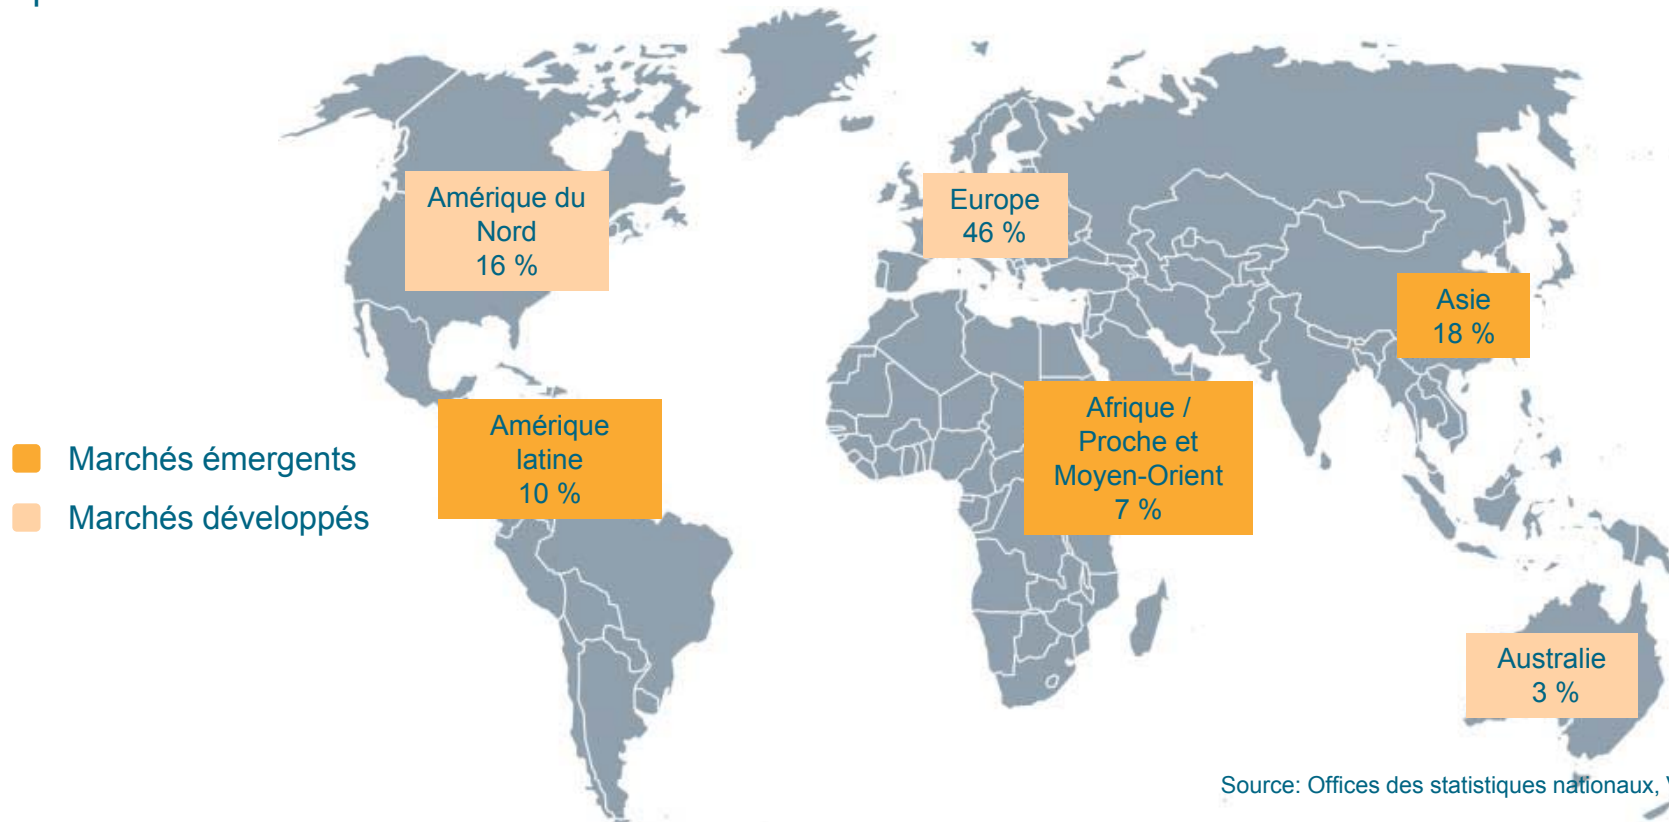 Amérique du
Nord
16 %
Europe
46 %
Asie
18 %
Amérique
latine
10 %
Afrique /
Proche et
Moyen-Orient
7 %
Marchés émergents
Marchés développés
Australie
3 %
Source: Offices des statistiques nationaux,